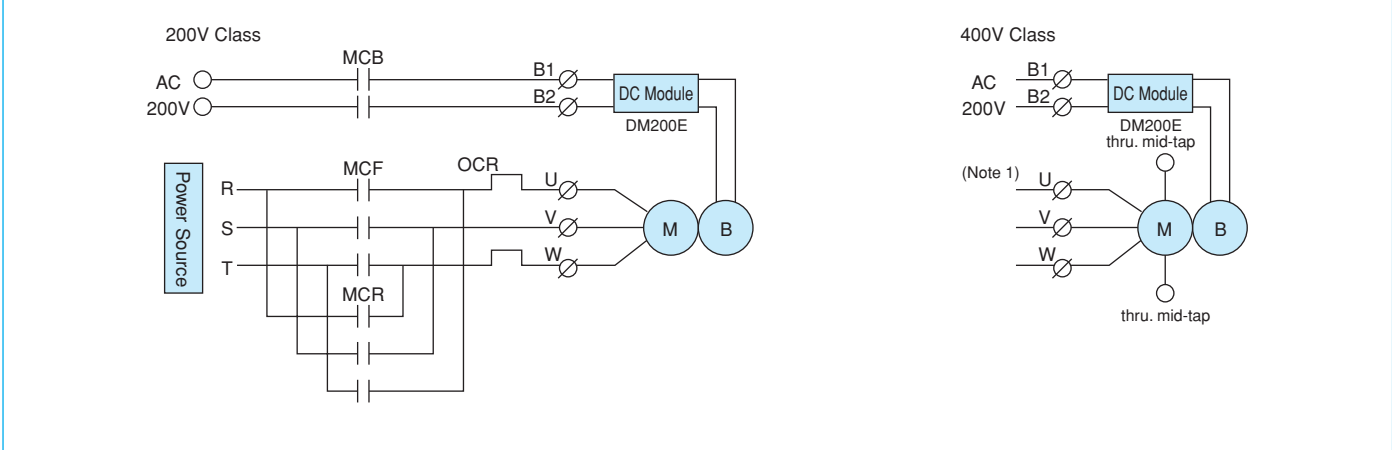 200V Class
MCB
AC
200V
B1
B2
DC Module
DM200E
Power Source
R
S
T
MCF
OCR
MCR
U
V
W
M
B
400V Class
AC
200V
B1
B2
DC Module
DM200E
thru. mid-tap
(Note 1)
U
V
W
M
B
thru. mid-tap